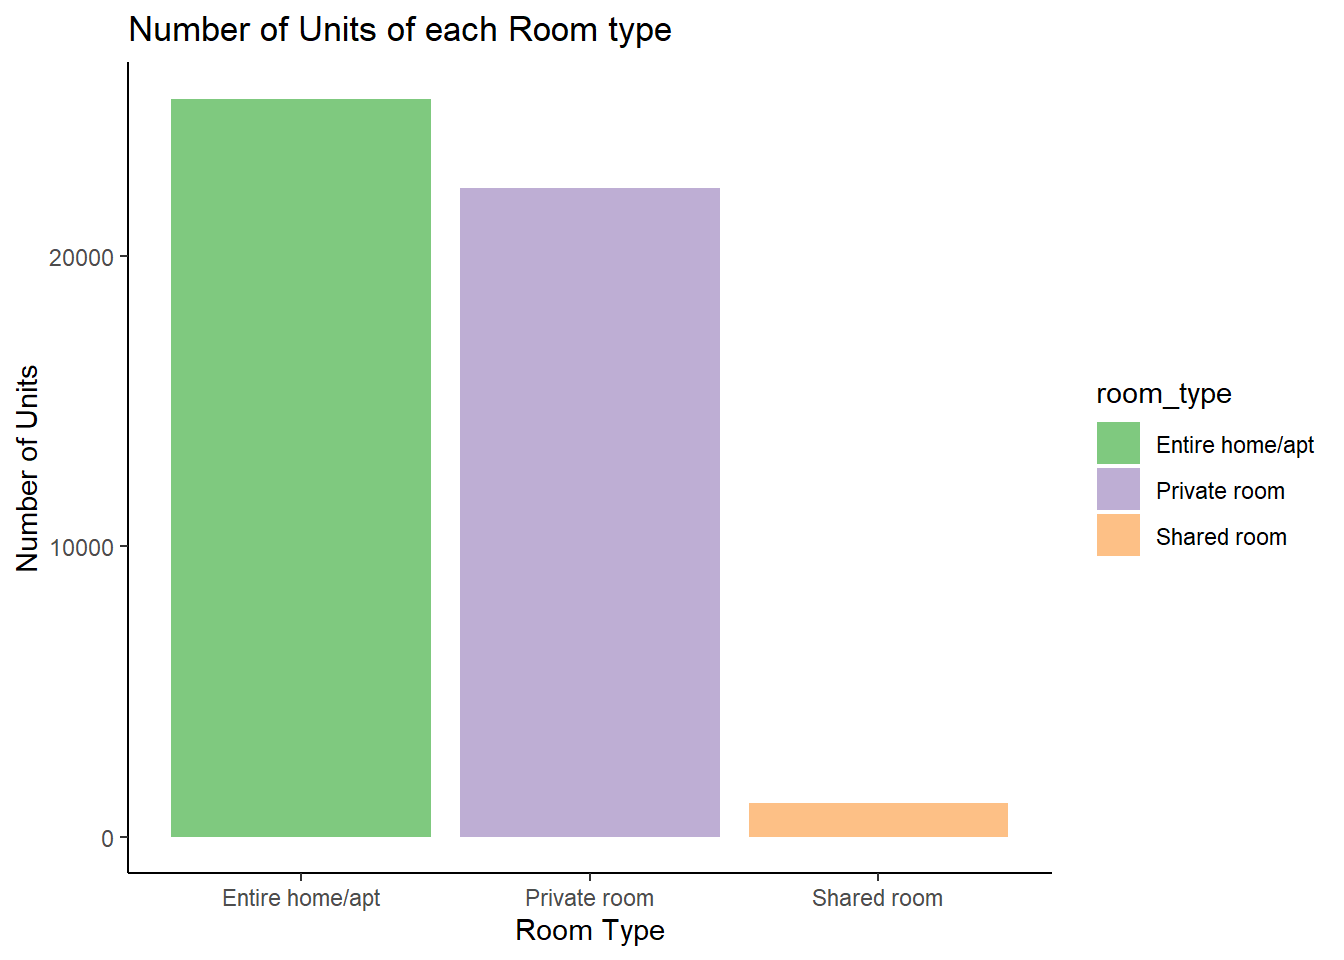 Number of Units of each Room type
Number of Units
20000
10000
0
Entire home/apt
Private room
Shared room
Room Type
room_type
Entire home/apt
Private room
Shared room